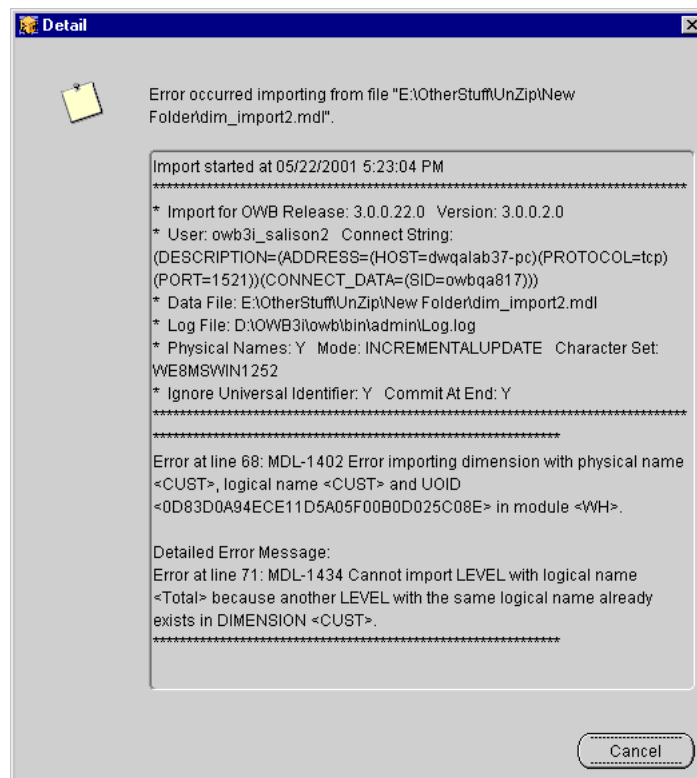 Detail
Error occurred importing from file "E:\OtherStuff\UnZip\New
Folder\dim_import2.mdl".
Import started at 05/22/2001 5:23:04 PM
********************************************************************************
* Import for OWB Release: 3.0.0.22.0 Version: 3.0.0.2.0
* User: owb3i_salison2 Connect String:
(DESCRIPTION=(ADDRESS=(HOST=dwqalab37-pc)(PROTOCOL=tcp)
(PORT=1521))(CONNECT_DATA=(SID=owbqa817)))
* Data File: E:\OtherStuff\UnZip\New Folder\dim_import2.mdl
* Log File: D:\OWB3i\owb\bin\admin\Log.log
* Physical Names: Y Mode: INCREMENTALUPDATE Character Set:
WE8MSWIN1252
* Ignore Universal Identifier: Y Commit At End: Y
********************************************************************************
*************************************************************
Error at line 68: MDL-1402 Error importing dimension with physical name
<CUST>, logical name <CUST> and UOID
<0D83D0A94ECE11D5A05F00B0D025C08E> in module <WH>.
Detailed Error Message:
Error at line 71: MDL-1434 Cannot import LEVEL with logical name
<Total> because another LEVEL with the same logical name already
exists in DIMENSION <CUST>.
*************************************************************
Cancel